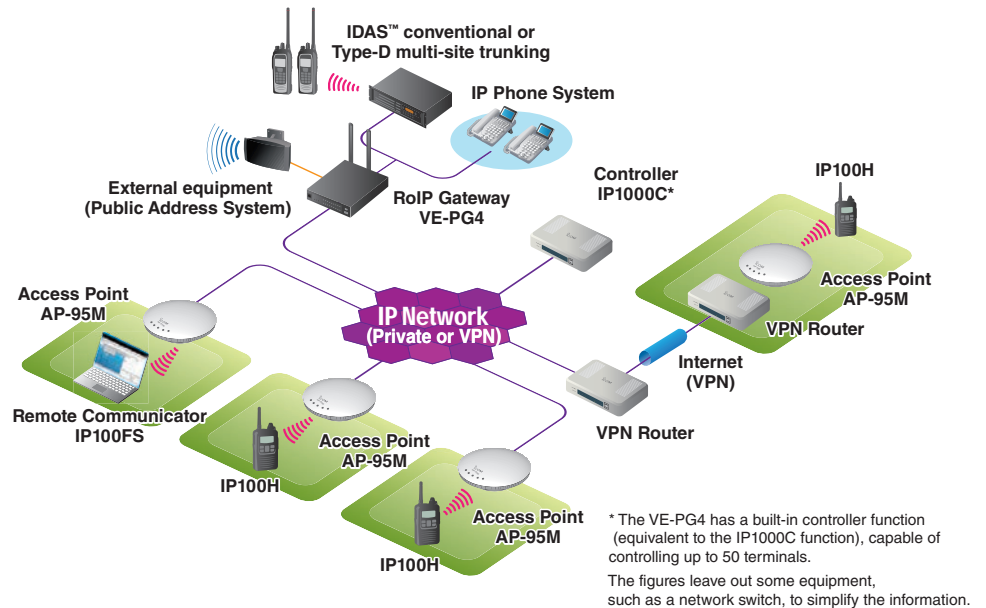 IDAS™ conventional or
Type-D multi-site trunking
IP Phone System
External equipment
(Public Address System)
RoIP Gateway
VE-PG4
Controller
IP1000C*
IP100H
Access Point
AP-95M
VPN Router
Internet
(VPN)
VPN Router
IP Network
(Private or VPN)
Access Point
AP-95M
Remote Communicator
IP100FS
Access Point
AP-95M
IP100H
Access Point
AP-95M
IP100H
* The VE-PG4 has a built-in controller function
(equivalent to the IP1000C function), capable of
controlling up to 50 terminals.
The figures leave out some equipment,
such as a network switch, to simplify the information.